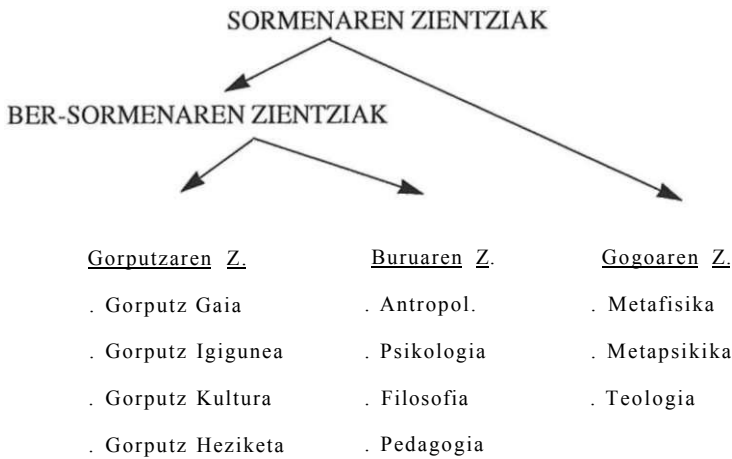 SORMENAREN ZIENTZIAK
BER-SORMENAREN ZIENTZIAK
Gorputzaren Z.
. Gorputz Gaia
. Gorputz Igigunea
. Gorputz Kultura
. Gorputz Heziketa
Buruaren Z.
. Antropol.
. Psikologia
. Filosofia
. Pedagogia
Gogoaren Z.
. Metafisika
. Metapsikika
. Teologia